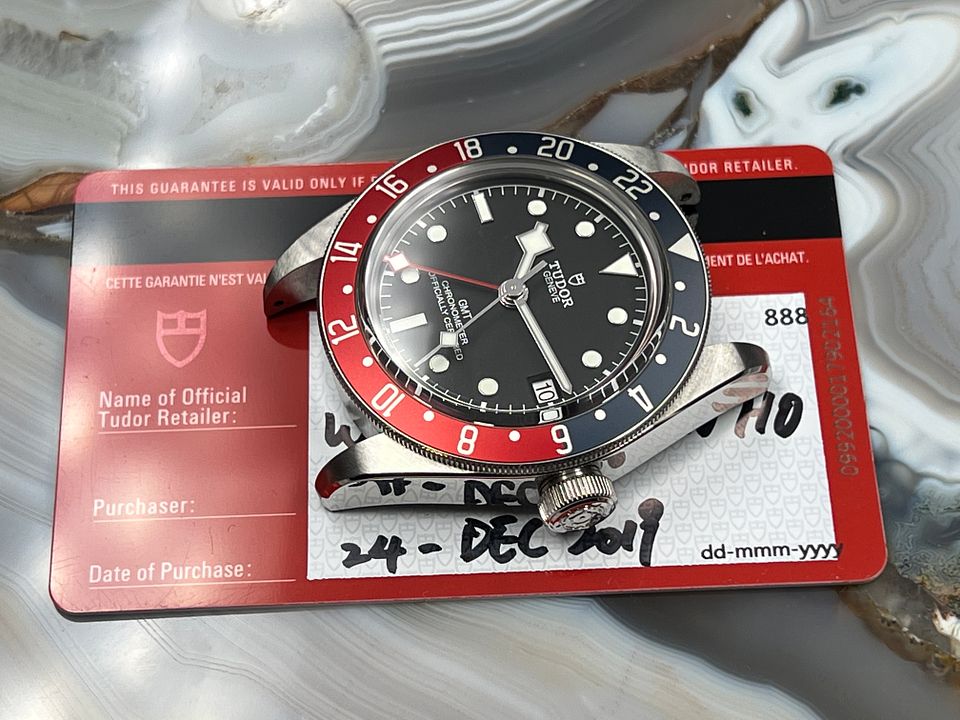 THIS GUARANTEE IS VALID ONLY IF
TUDOR RETAILER.
CETTE GARANTIE N'EST
DE L'ACHAT.
888
Name of Official
Tudor Retailer:
Purchaser:
Date of Purchase:
24 - DEC 2019
dd-mmm-yyyy
2
4
6
8
10
12
14
16
18
20
22
TUDOR
GENEVE
GMT
CHRONOMETER
OFFICIALLY CERTIFIED
10